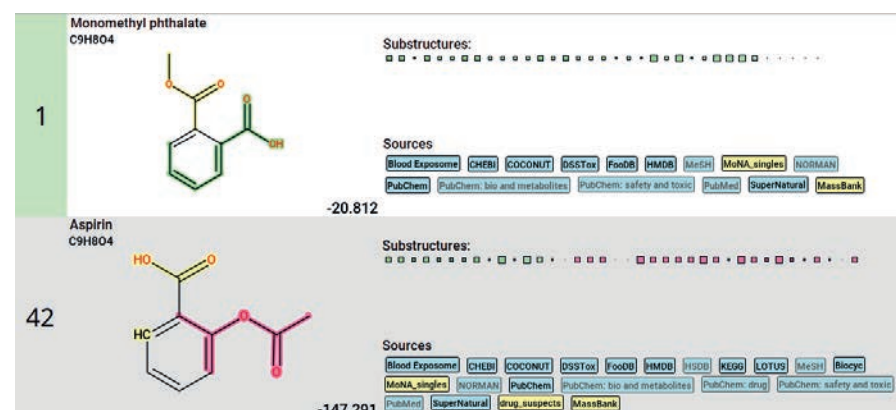 Monomethyl phthalate
C9H8O4
Substructures:
1
O
O
O
OH
Sources
Blood Exposome CHEBI COCONUT DSSTox FooDB HMDB MeSH MoNA_singles NORMAN
PubChem PubChem: bio and metabolites PubChem: safety and toxic PubMed SuperNatural MassBank
-20.812
Aspirin
C9H8O4
Substructures:
HO
O
42
HC
O
O
Sources
Blood Exposome CHEBI COCONUT DSSTox FooDB HMDB HSDB KEGG LOTUS MeSH Biocyc
MoNA_singles NORMAN PubChem PubChem: bio and metabolites PubChem: drug PubChem: safety and toxic
-147.291
PubMed SuperNatural drug_suspects MassBank